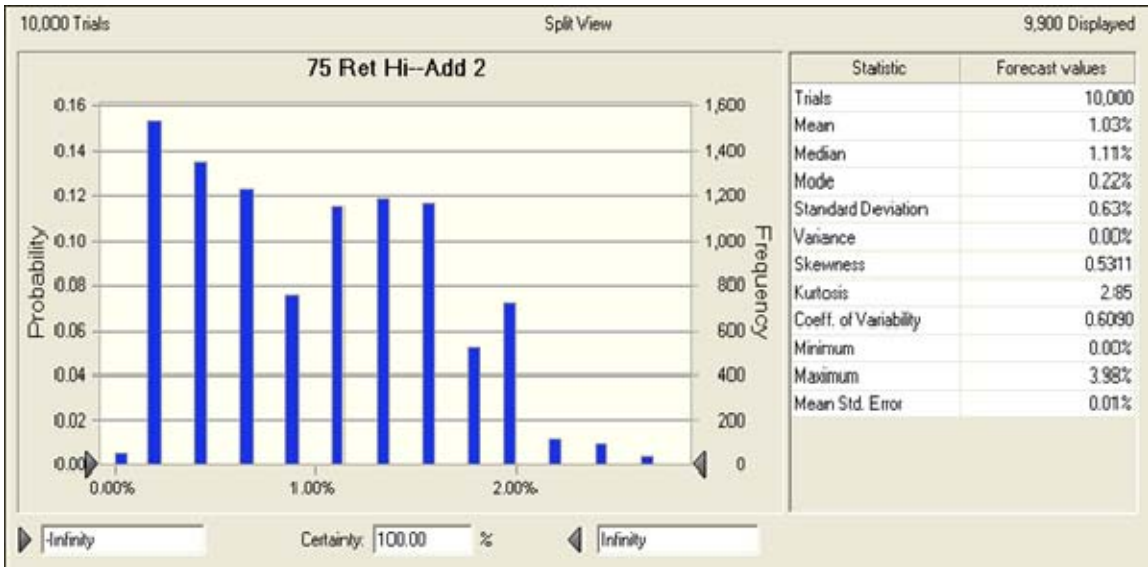 10,000 Trials Split View 9,900 Displayed
75 Ret Hi--Add 2
0.16
0.14
0.12
0.10
0.08
0.06
0.04
0.02
0.00
Probability
1,600
1,400
1,200
1,000
800
600
400
200
0
Frequency
0.00% 1.00% 2.00%
Statistic Forecast values
Trials 10,000
Mean 1.03%
Median 1.11%
Mode 0.22%
Standard Deviation 0.63%
Variance 0.00%
Skewness 0.5311
Kurtosis 2.85
Coeff. of Variability 0.6090
Minimum 0.00%
Maximum 3.98%
Mean Std. Error 0.01%
-Infinity Certainty: 100.00 % Infinity